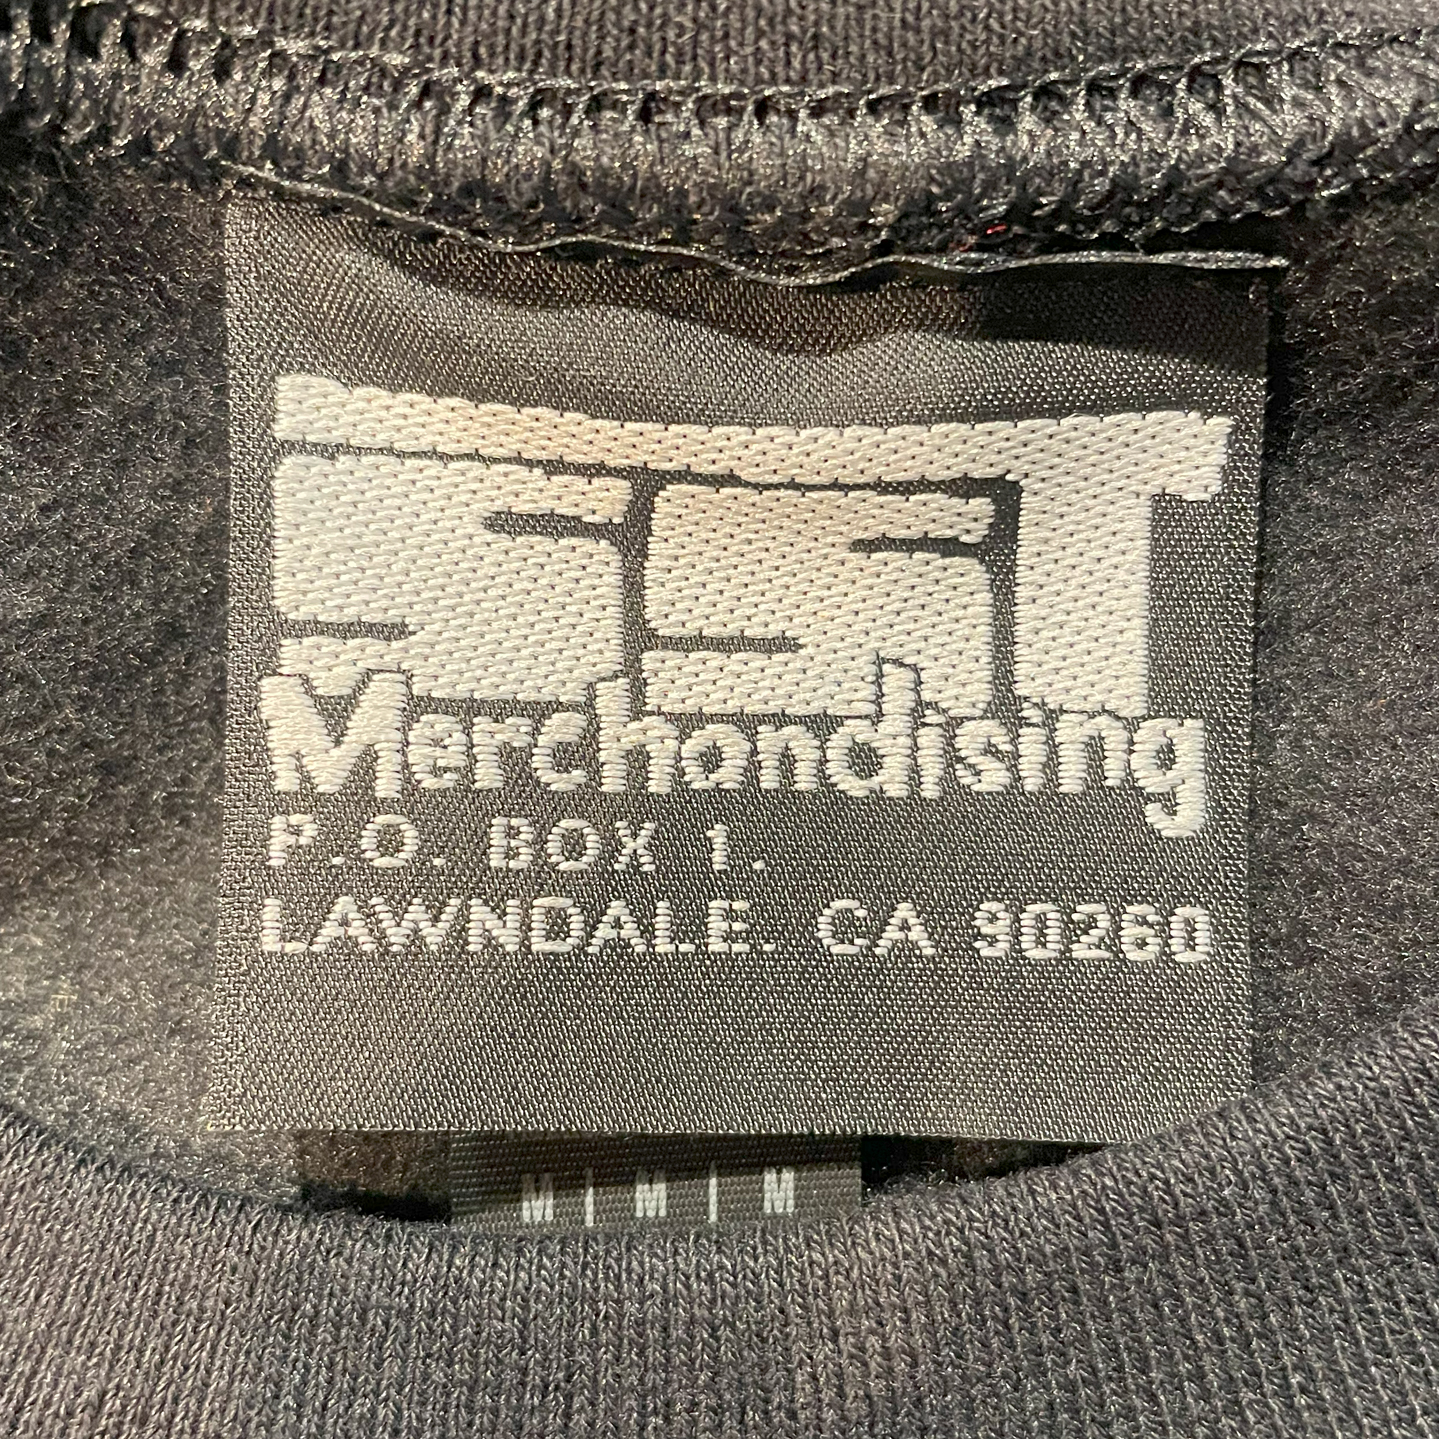 SST
Merchandising
P.O. BOX 1.
LAWNDALE. CA 90260
M | M | M